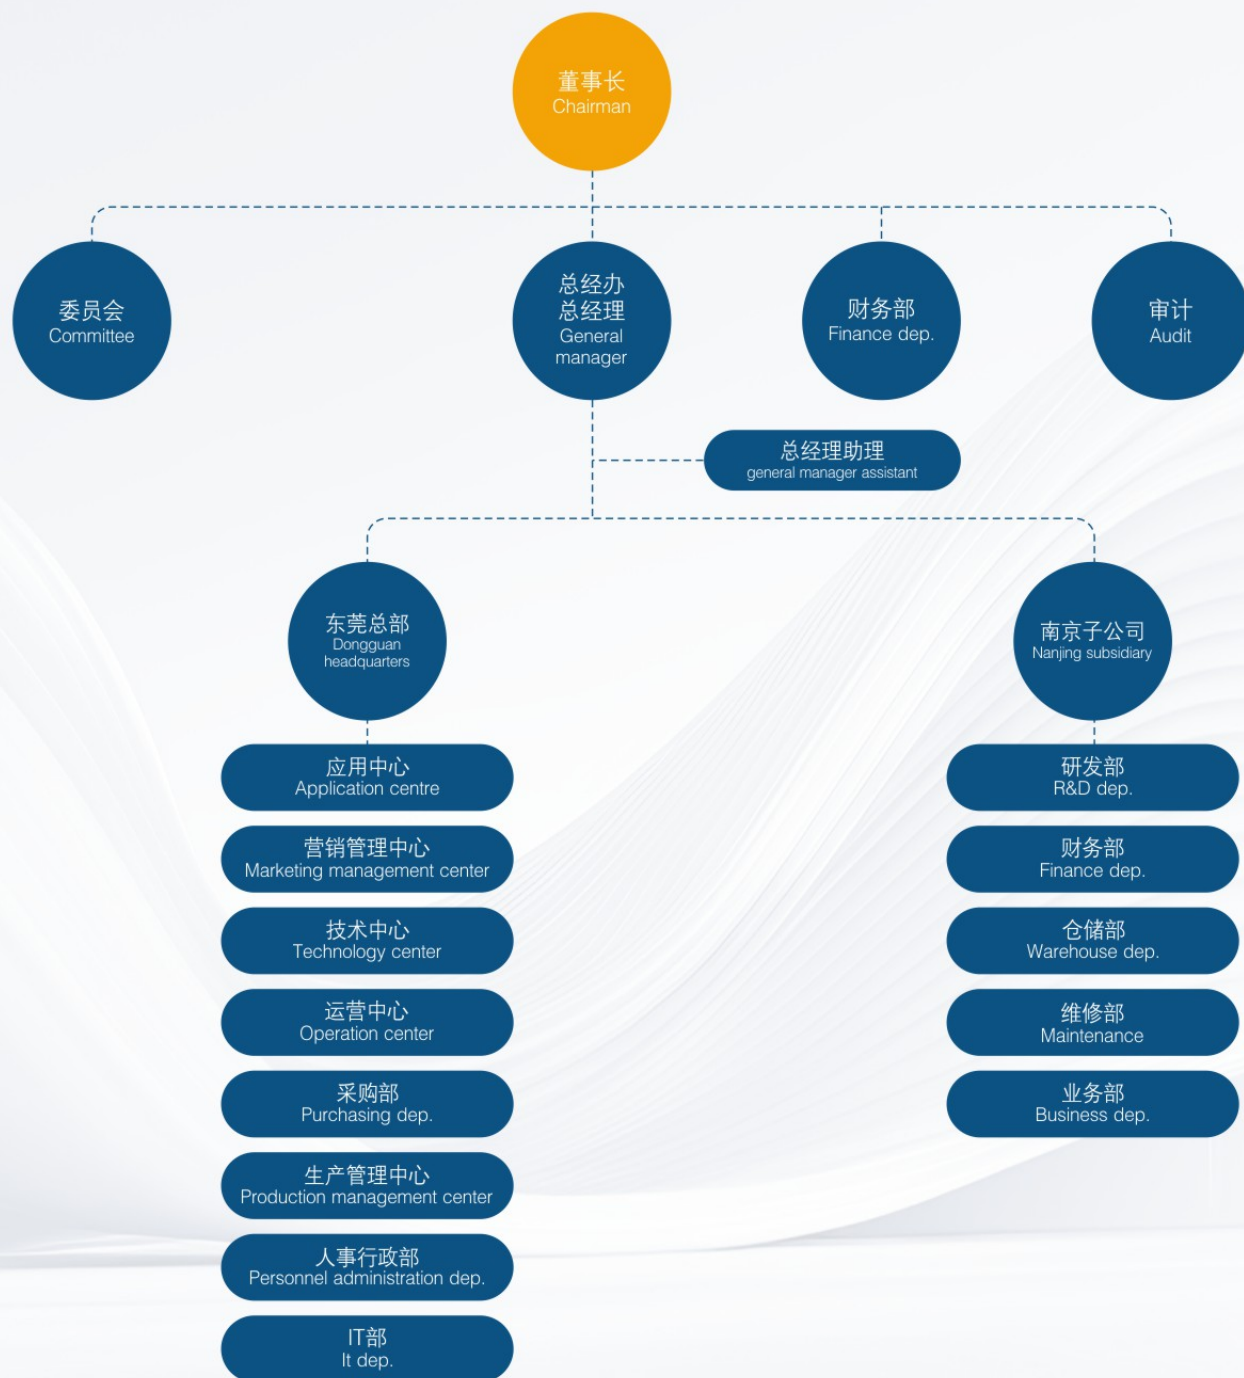 董事长
Chairman
委员会
Committee
总经办
总经理
General
manager
财务部
Finance dep.
审计
Audit
总经理助理
general manager assistant
东莞总部
Dongguan
headquarters
南京子公司
Nanjing subsidiary
应用中心
Application centre
营销管理中心
Marketing management center
技术中心
Technology center
运营中心
Operation center
采购部
Purchasing dep.
生产管理中心
Production management center
人事行政部
Personnel administration dep.
IT部
It dep.
研发部
R&D dep.
财务部
Finance dep.
仓储部
Warehouse dep.
维修部
Maintenance
业务部
Business dep.